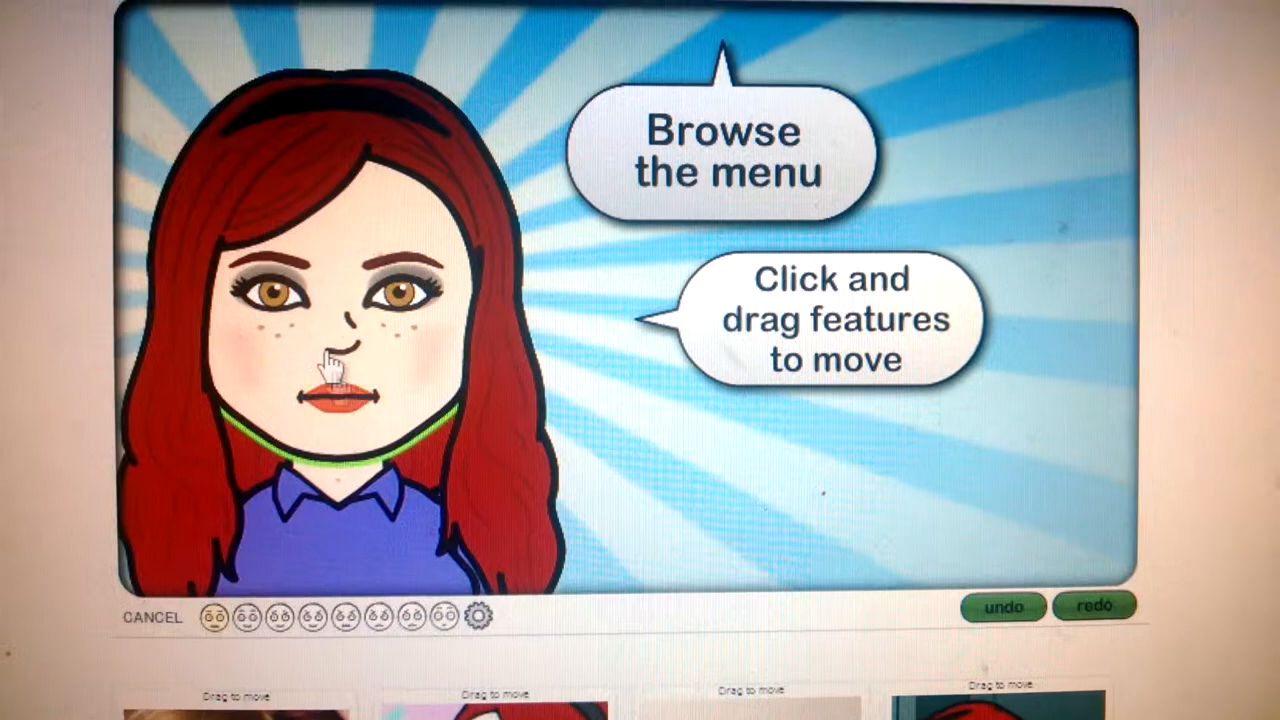 Browse
the menu
Click and
drag features
to move
CANCEL
undo
redo
Drag to move
Drag to move
Drag to move
Drag to move